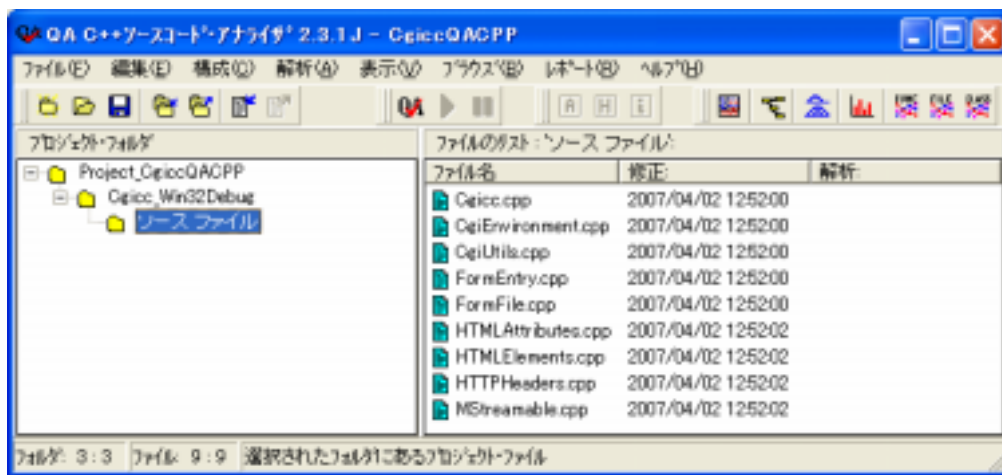 QA C++ソースコード・アナライザ 2.3.1J - CgiccQACPP
ファイル(F) 編集(E) 構成(C) 解析(A) 表示(V) ブラウズ(B) レポート(R) ヘルプ(H)
プロジェクト・フォルダ
Project_CgiccQACPP
Cgicc_Win32Debug
ソース ファイル
ファイルのリスト : 'ソース ファイル':
ファイル名 修正: 解析:
Cgicc.cpp 2007/04/02 12:52:00
CgiEnvironment.cpp 2007/04/02 12:52:00
CgiUtils.cpp 2007/04/02 12:52:00
FormEntry.cpp 2007/04/02 12:52:00
FormFile.cpp 2007/04/02 12:52:00
HTMLAttributes.cpp 2007/04/02 12:52:02
HTMLElements.cpp 2007/04/02 12:52:02
HTTPHeaders.cpp 2007/04/02 12:52:02
MStreamable.cpp 2007/04/02 12:52:02
フォルダ: 3 : 3 ファイル: 9 : 9 選択されたフォルダにあるプロジェクト・ファイル